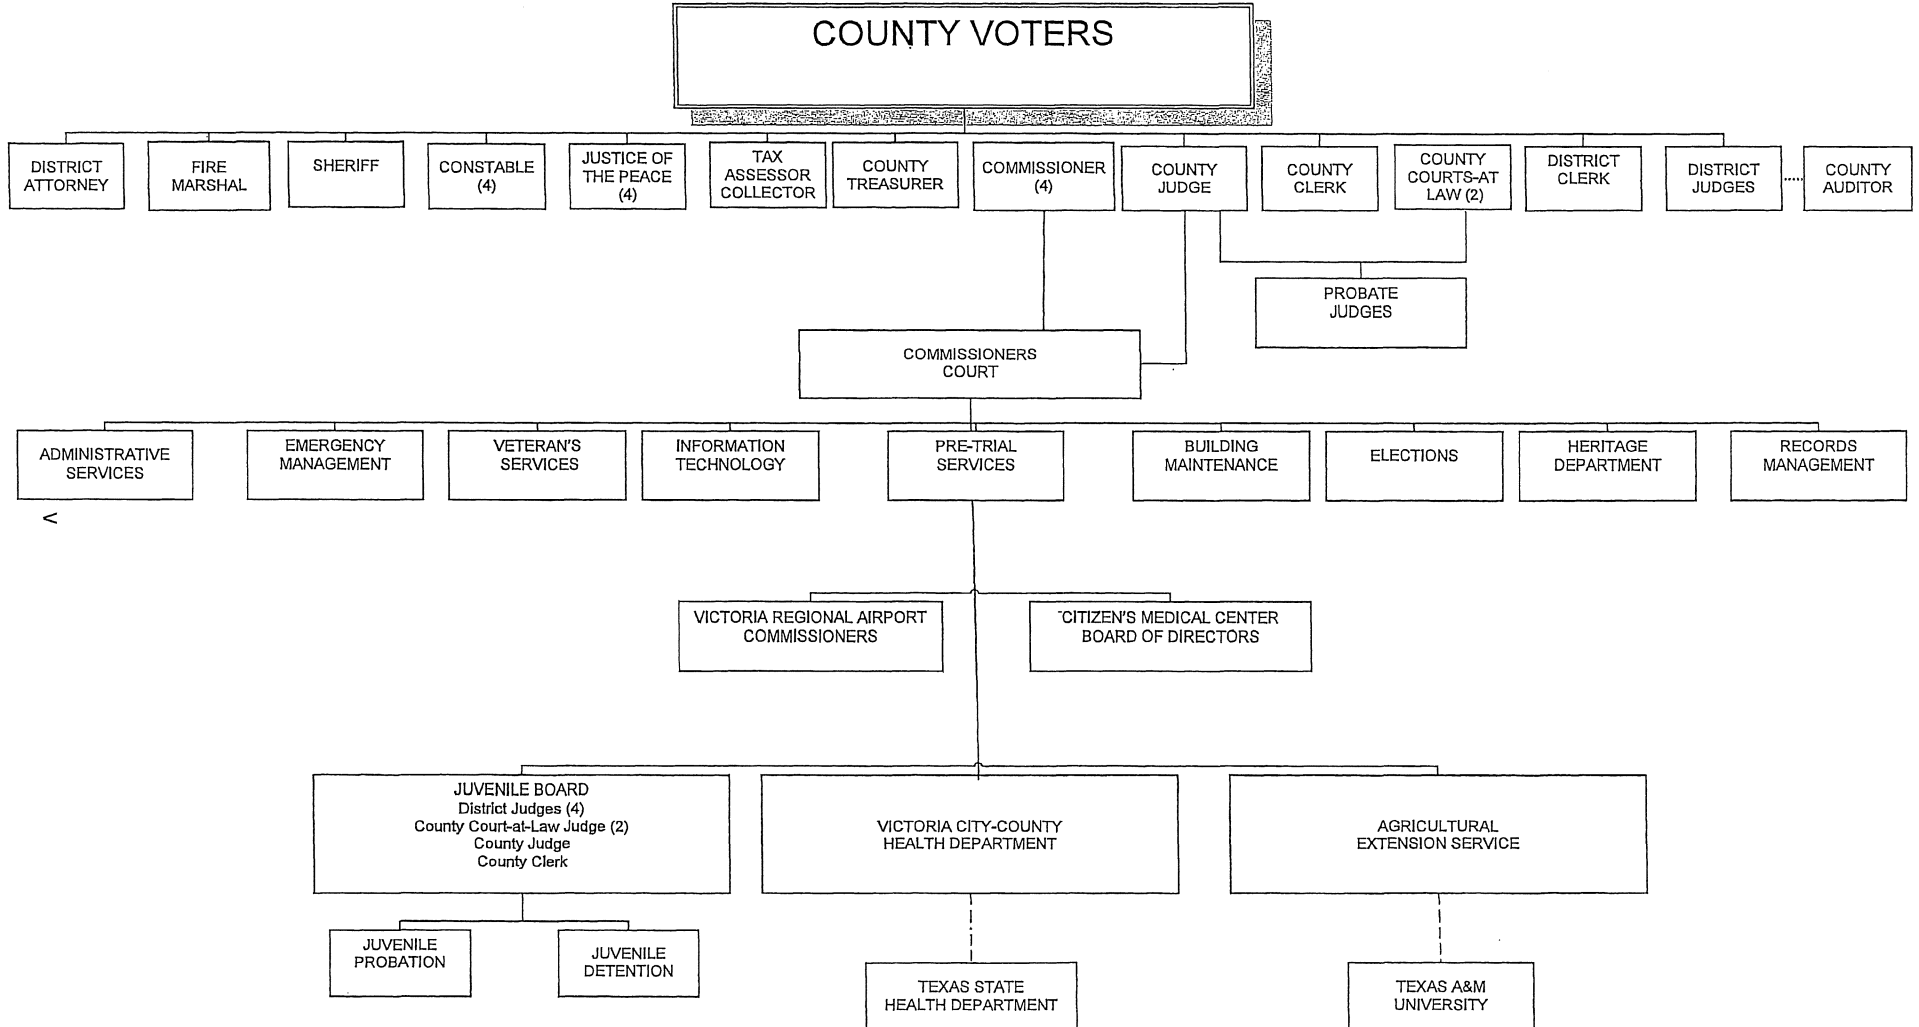 COUNTY VOTERS
DISTRICT
ATTORNEY
FIRE
MARSHAL
SHERIFF
CONSTABLE
(4)
JUSTICE OF
THE PEACE
(4)
TAX
ASSESSOR
COLLECTOR
COUNTY
TREASURER
COMMISSIONER
(4)
COUNTY
JUDGE
COUNTY
CLERK
COUNTY
COURTS-AT
LAW (2)
DISTRICT
CLERK
DISTRICT
JUDGES
COUNTY
AUDITOR
PROBATE
JUDGES
COMMISSIONERS
COURT
ADMINISTRATIVE
SERVICES
EMERGENCY
MANAGEMENT
VETERAN'S
SERVICES
INFORMATION
TECHNOLOGY
PRE-TRIAL
SERVICES
BUILDING
MAINTENANCE
ELECTIONS
HERITAGE
DEPARTMENT
RECORDS
MANAGEMENT
<
VICTORIA REGIONAL AIRPORT
COMMISSIONERS
CITIZEN'S MEDICAL CENTER
BOARD OF DIRECTORS
JUVENILE BOARD
District Judges (4)
County Court-at-Law Judge (2)
County Judge
County Clerk
VICTORIA CITY-COUNTY
HEALTH DEPARTMENT
AGRICULTURAL
EXTENSION SERVICE
JUVENILE
PROBATION
JUVENILE
DETENTION
TEXAS STATE
HEALTH DEPARTMENT
TEXAS A&M
UNIVERSITY